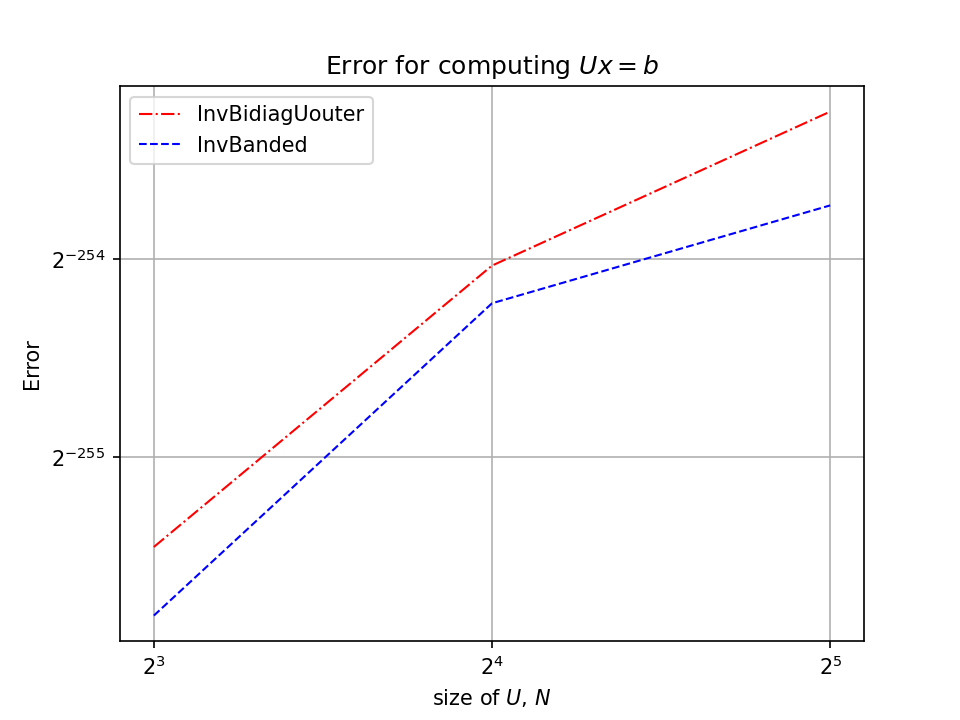 Error for computing $Ux = b$
InvBidiagUouter
InvBanded
$2^{-254}$
$2^{-255}$
Error
$2^3$ $2^4$ $2^5$
size of $U$, $N$